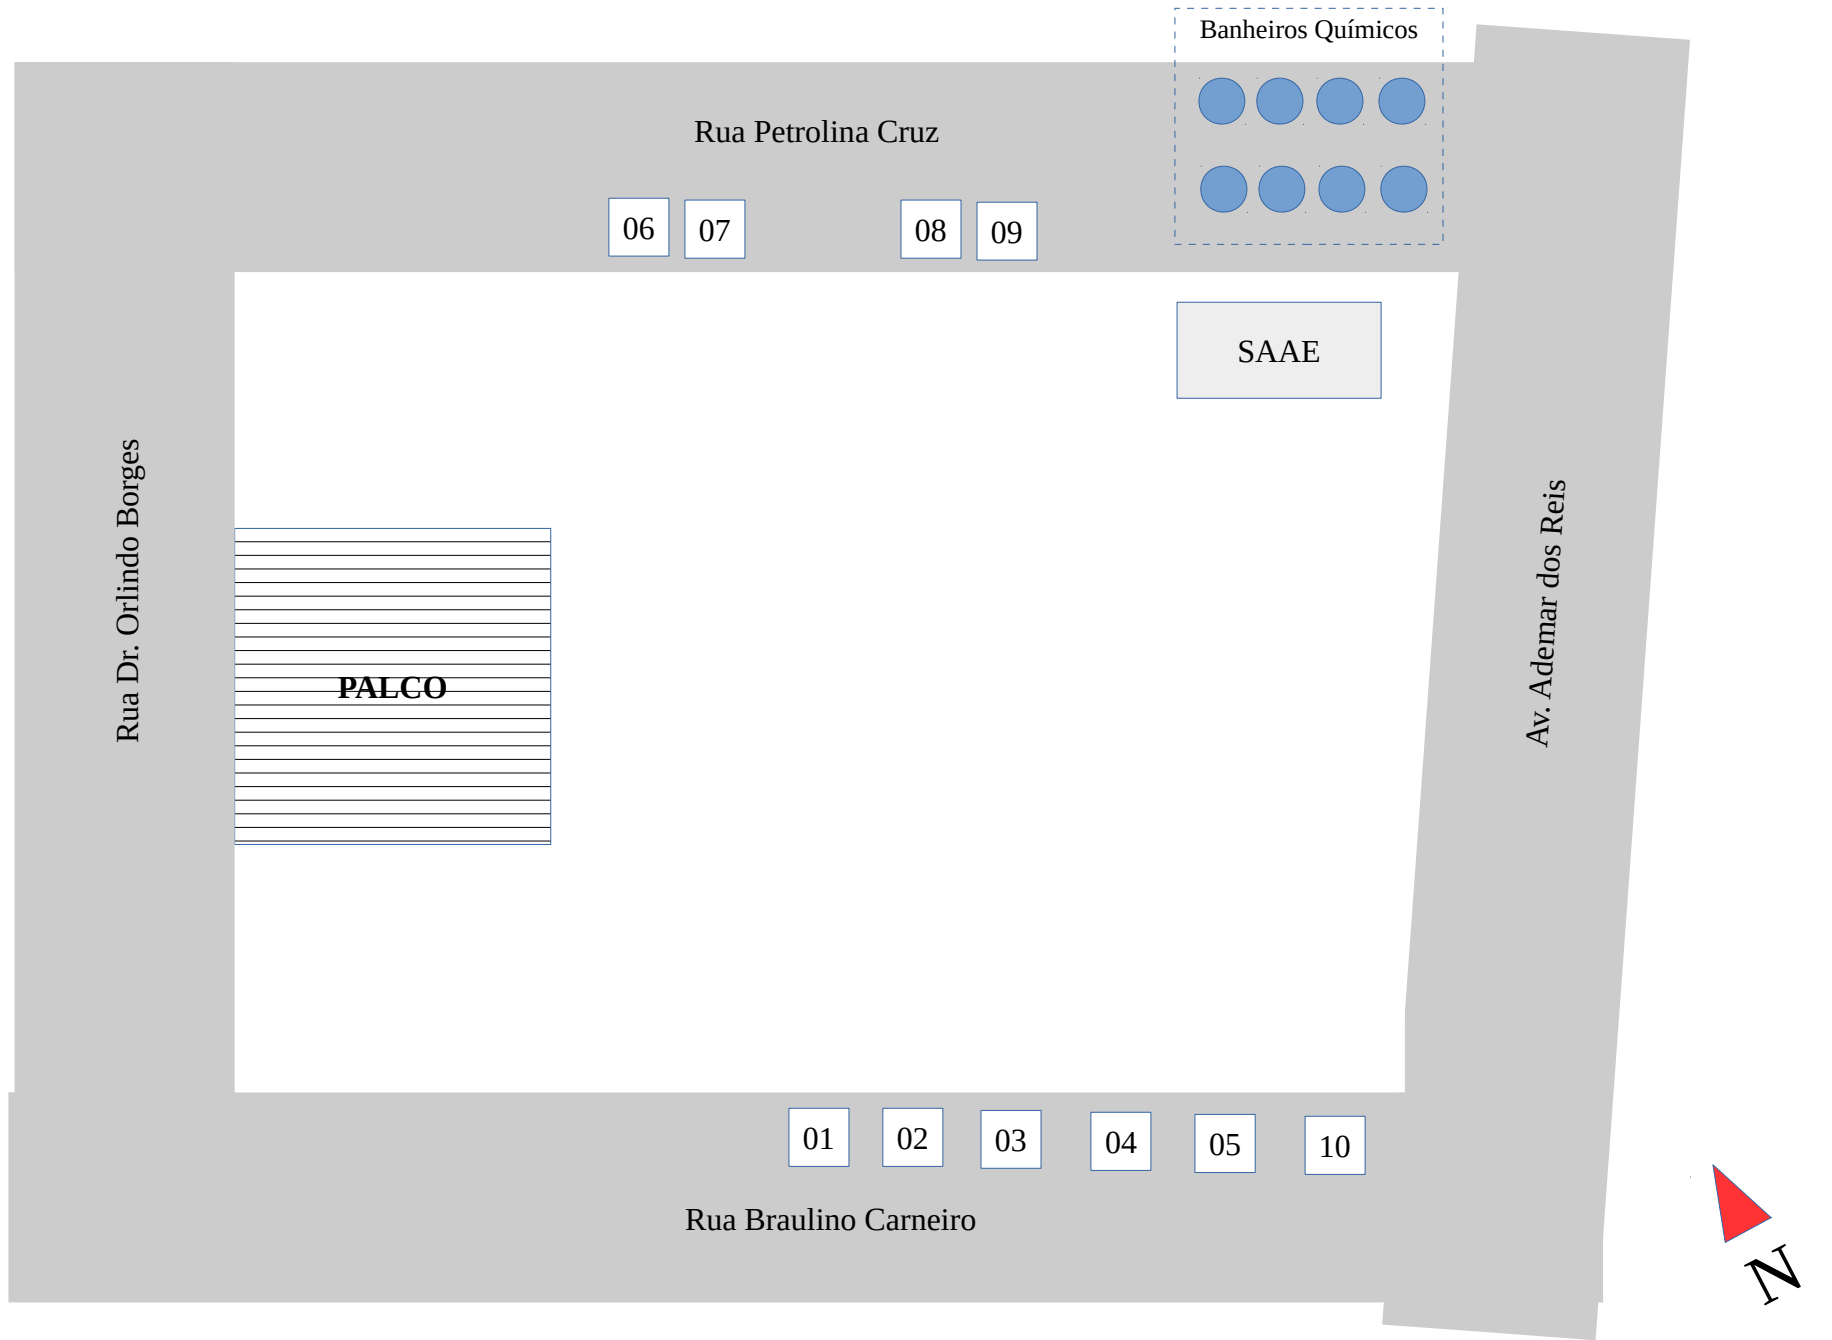 Banheiros Químicos
Rua Petrolina Cruz
06 07 08 09
SAAE
Rua Dr. Orlindo Borges
Av. Ademar dos Reis
PALCO
01 02 03 04 05 10
Rua Braulino Carneiro
N